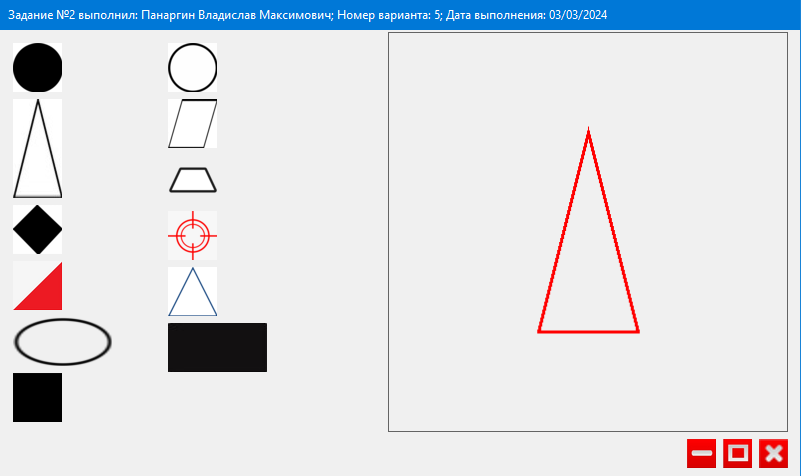 Задание №2 выполнил: Панаргин Владислав Максимович; Номер варианта: 5; Дата выполнения: 03/03/2024